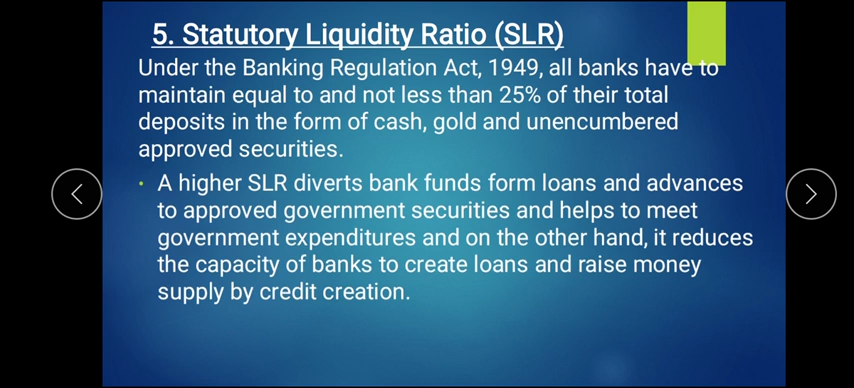 5. Statutory Liquidity Ratio (SLR)
Under the Banking Regulation Act, 1949, all banks have to
maintain equal to and not less than 25% of their total
deposits in the form of cash, gold and unencumbered
approved securities.
• A higher SLR diverts bank funds form loans and advances
to approved government securities and helps to meet
government expenditures and on the other hand, it reduces
the capacity of banks to create loans and raise money
supply by credit creation.